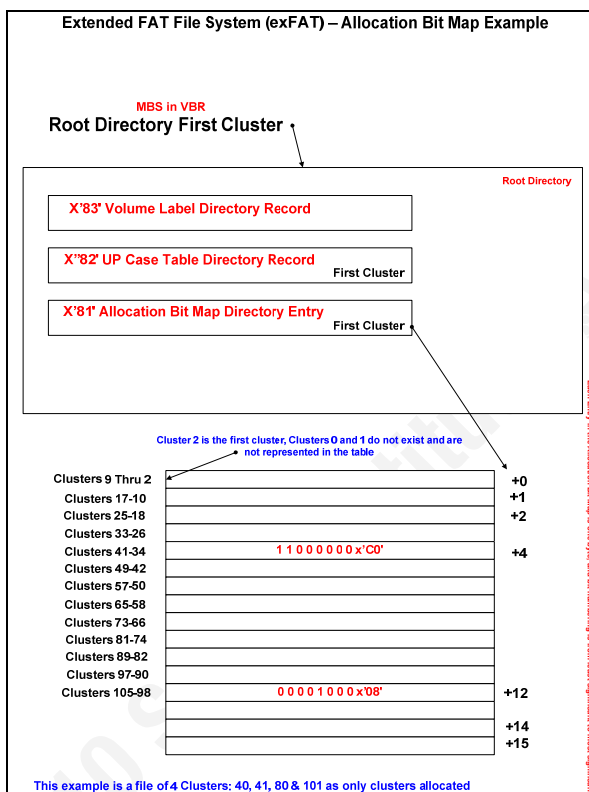 Extended FAT File System (exFAT) – Allocation Bit Map Example
MBS in VBR
Root Directory First Cluster
Root Directory
X'83' Volume Label Directory Record
X"82' UP Case Table Directory Record
First Cluster
X'81' Allocation Bit Map Directory Entry
First Cluster
Cluster 2 is the first cluster, Clusters 0 and 1 do not exist and are
not represented in the table
Clusters 9 Thru 2 +0
Clusters 17-10 +1
Clusters 25-18 +2
Clusters 33-26
Clusters 41-34 1 1 0 0 0 0 0 0 x'C0' +4
Clusters 49-42
Clusters 57-50
Clusters 65-58
Clusters 73-66
Clusters 81-74
Clusters 89-82
Clusters 97-90
Clusters 105-98 0 0 0 0 1 0 0 0 x'08' +12
+14
+15
This example is a file of 4 Clusters: 40, 41, 80 & 101 as only clusters allocated